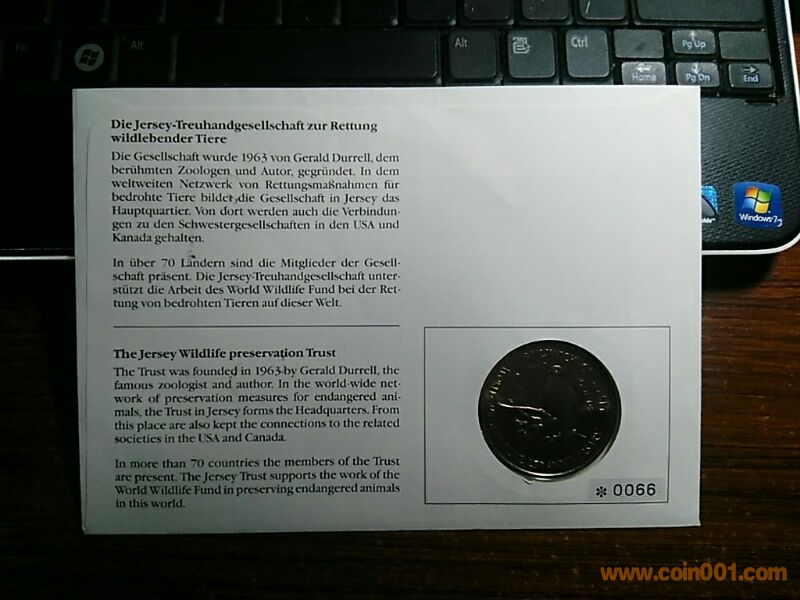 Fn
Alt
Alt
Ctrl
Pg Up
Home
Pg Dn
End
Windows 7
Die Jersey-Treuhandgesellschaft zur Rettung
wildlebender Tiere
Die Gesellschaft wurde 1963 von Gerald Durrell, dem
berühmten Zoologen und Autor, gegründet. In dem
weltweiten Netzwerk von Rettungsmaßnahmen für
bedrohte Tiere bildet die Gesellschaft in Jersey das
Hauptquartier. Von dort werden auch die Verbindun-
gen zu den Schwestergesellschaften in den USA und
Kanada gehalten.
In über 70 Ländern sind die Mitglieder der Gesell-
schaft präsent. Die Jersey-Treuhandgesellschaft unter-
stützt die Arbeit des World Wildlife Fund bei der Ret-
tung von bedrohten Tieren auf dieser Welt.
The Jersey Wildlife preservation Trust
The Trust was founded in 1963 by Gerald Durrell, the
famous zoologist and author. In the world-wide net-
work of preservation measures for endangered ani-
mals, the Trust in Jersey forms the Headquarters. From
this place are also kept the connections to the related
societies in the USA and Canada.
In more than 70 countries the members of the Trust
are present. The Jersey Trust supports the work of the
World Wildlife Fund in preserving endangered animals
in this world.
✻ 0066
www.coin001.com